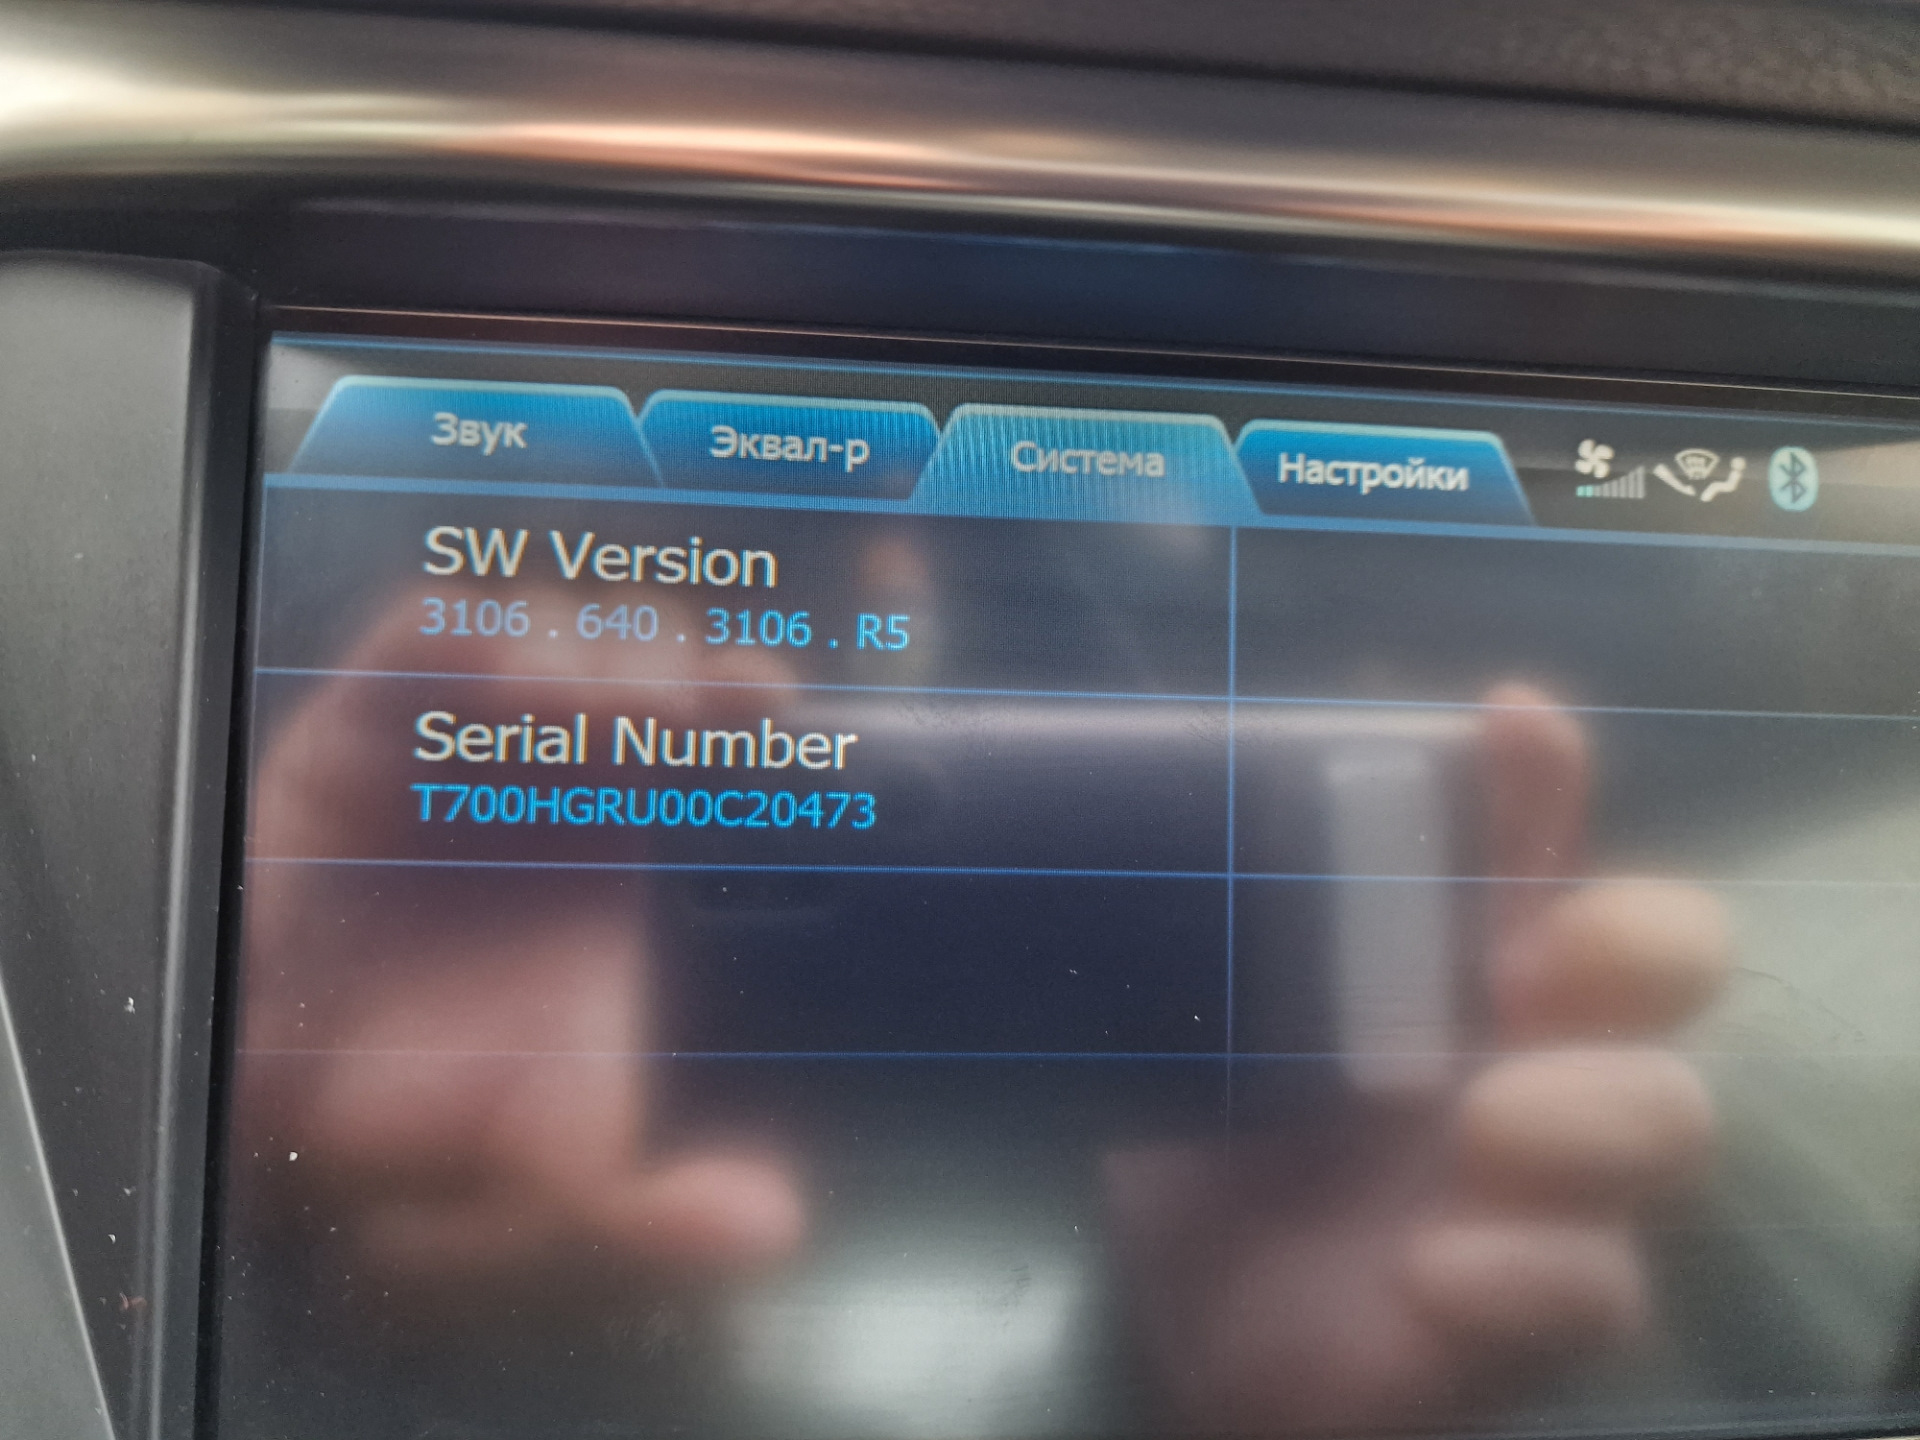 Звук Эквал-р Система Настройки
SW Version
3106 . 640 . 3106 . R5
Serial Number
T700HGRU00C20473